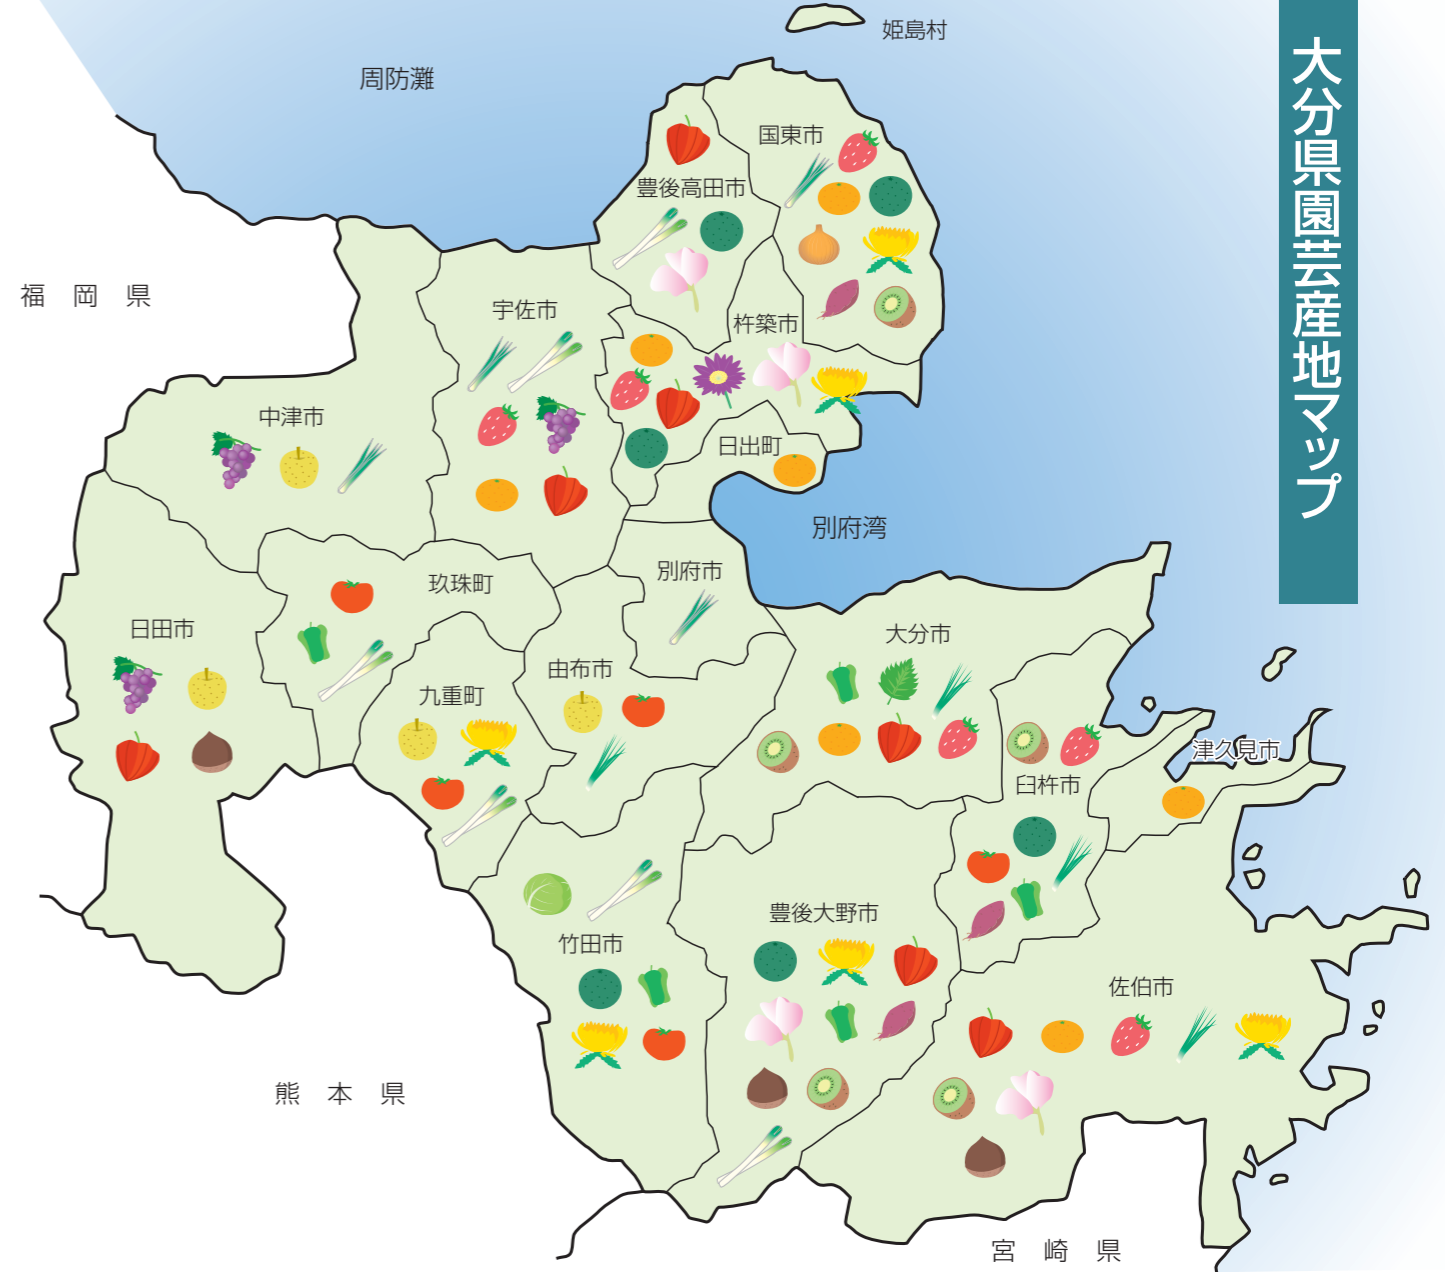 大分県園芸産地マップ
姫島村
周防灘
国東市
豊後高田市
福岡県
宇佐市
杵築市
中津市
日出町
別府湾
別府市
玖珠町
日田市
大分市
由布市
九重町
津久見市
臼杵市
豊後大野市
竹田市
佐伯市
熊本県
宮崎県